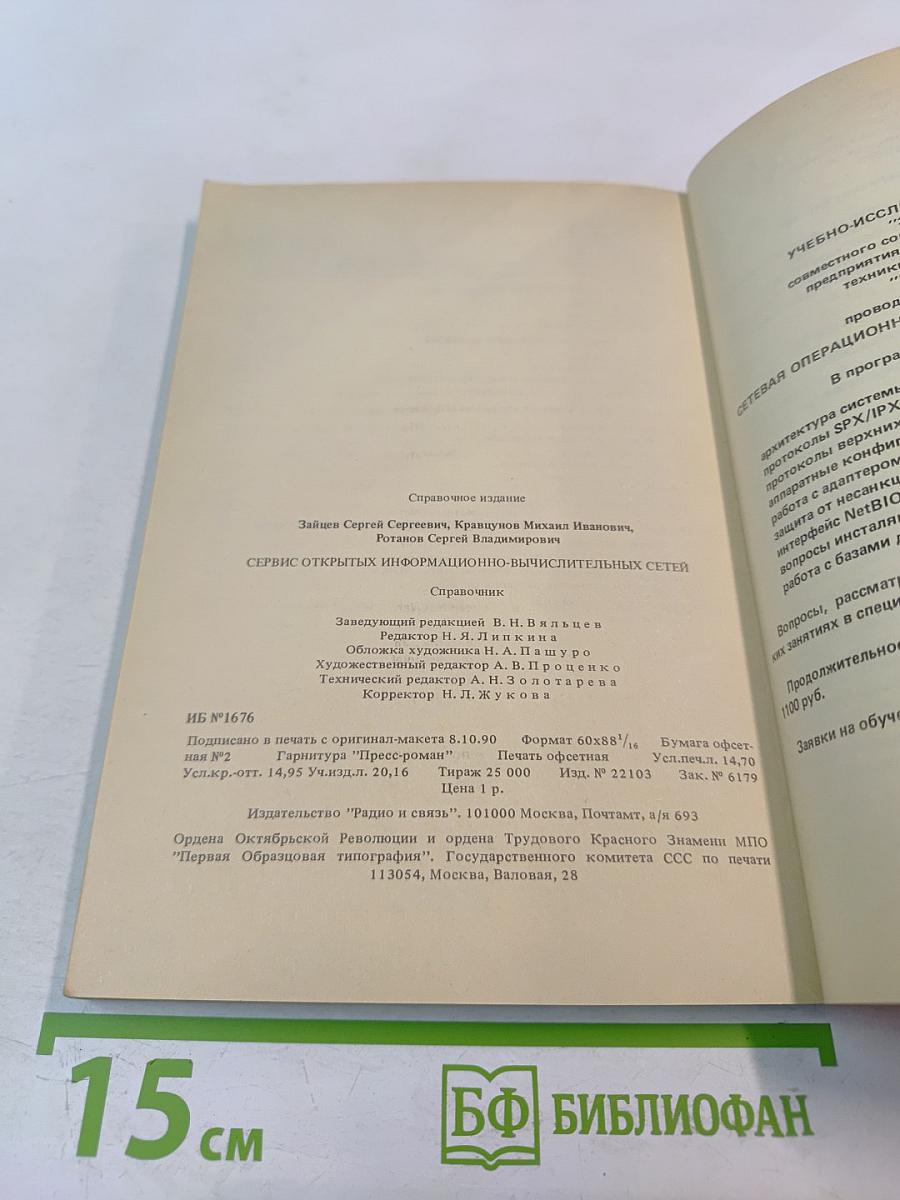 Справочное издание
Зайцев Сергей Сергеевич, Кравцунов Михаил Иванович,
Ротанов Сергей Владимирович
СЕРВИС ОТКРЫТЫХ ИНФОРМАЦИОННО-ВЫЧИСЛИТЕЛЬНЫХ СЕТЕЙ
Справочник
Заведующий редакцией В. Н. Вяльцев
Редактор Н. Я. Липкина
Обложка художника Н. А. Пашуро
Художественный редактор А. В. Проценко
Технический редактор А. Н. Золотарева
Корректор Н. Л. Жукова
ИБ №1676
Подписано в печать с оригинал-макета 8.10.90 Формат 60х88 1/16 Бумага офсет-
ная №2 Гарнитура "Пресс-роман" Печать офсетная Усл.печ.л. 14,70
Усл.кр.-отт. 14,95 Уч.изд.л. 20,16 Тираж 25 000 Изд. № 22103 Зак. № 6179
Цена 1 р.
Издательство "Радио и связь". 101000 Москва, Почтамт, а/я 693
Ордена Октябрьской Революции и ордена Трудового Красного Знамени МПО
"Первая Образцовая типография". Государственного комитета ССС по печати
113054, Москва, Валовая, 28
УЧЕБНО-ИССЛ
совместного со
предприятия
техники
провод
СЕТЕВАЯ ОПЕРАЦИОНН
В програ
архитектура системы
протоколы SPX/IPX
протоколы верхних
аппаратные конфиг
работа с адаптером
защита от несанкц
интерфейс NetBIO
вопросы инсталя
работа с базами д
Вопросы, рассмат
ких занятиях в специ
Продолжительнос
1100 руб.
Заявки на обуче
15 см
БФ БИБЛИОФАН